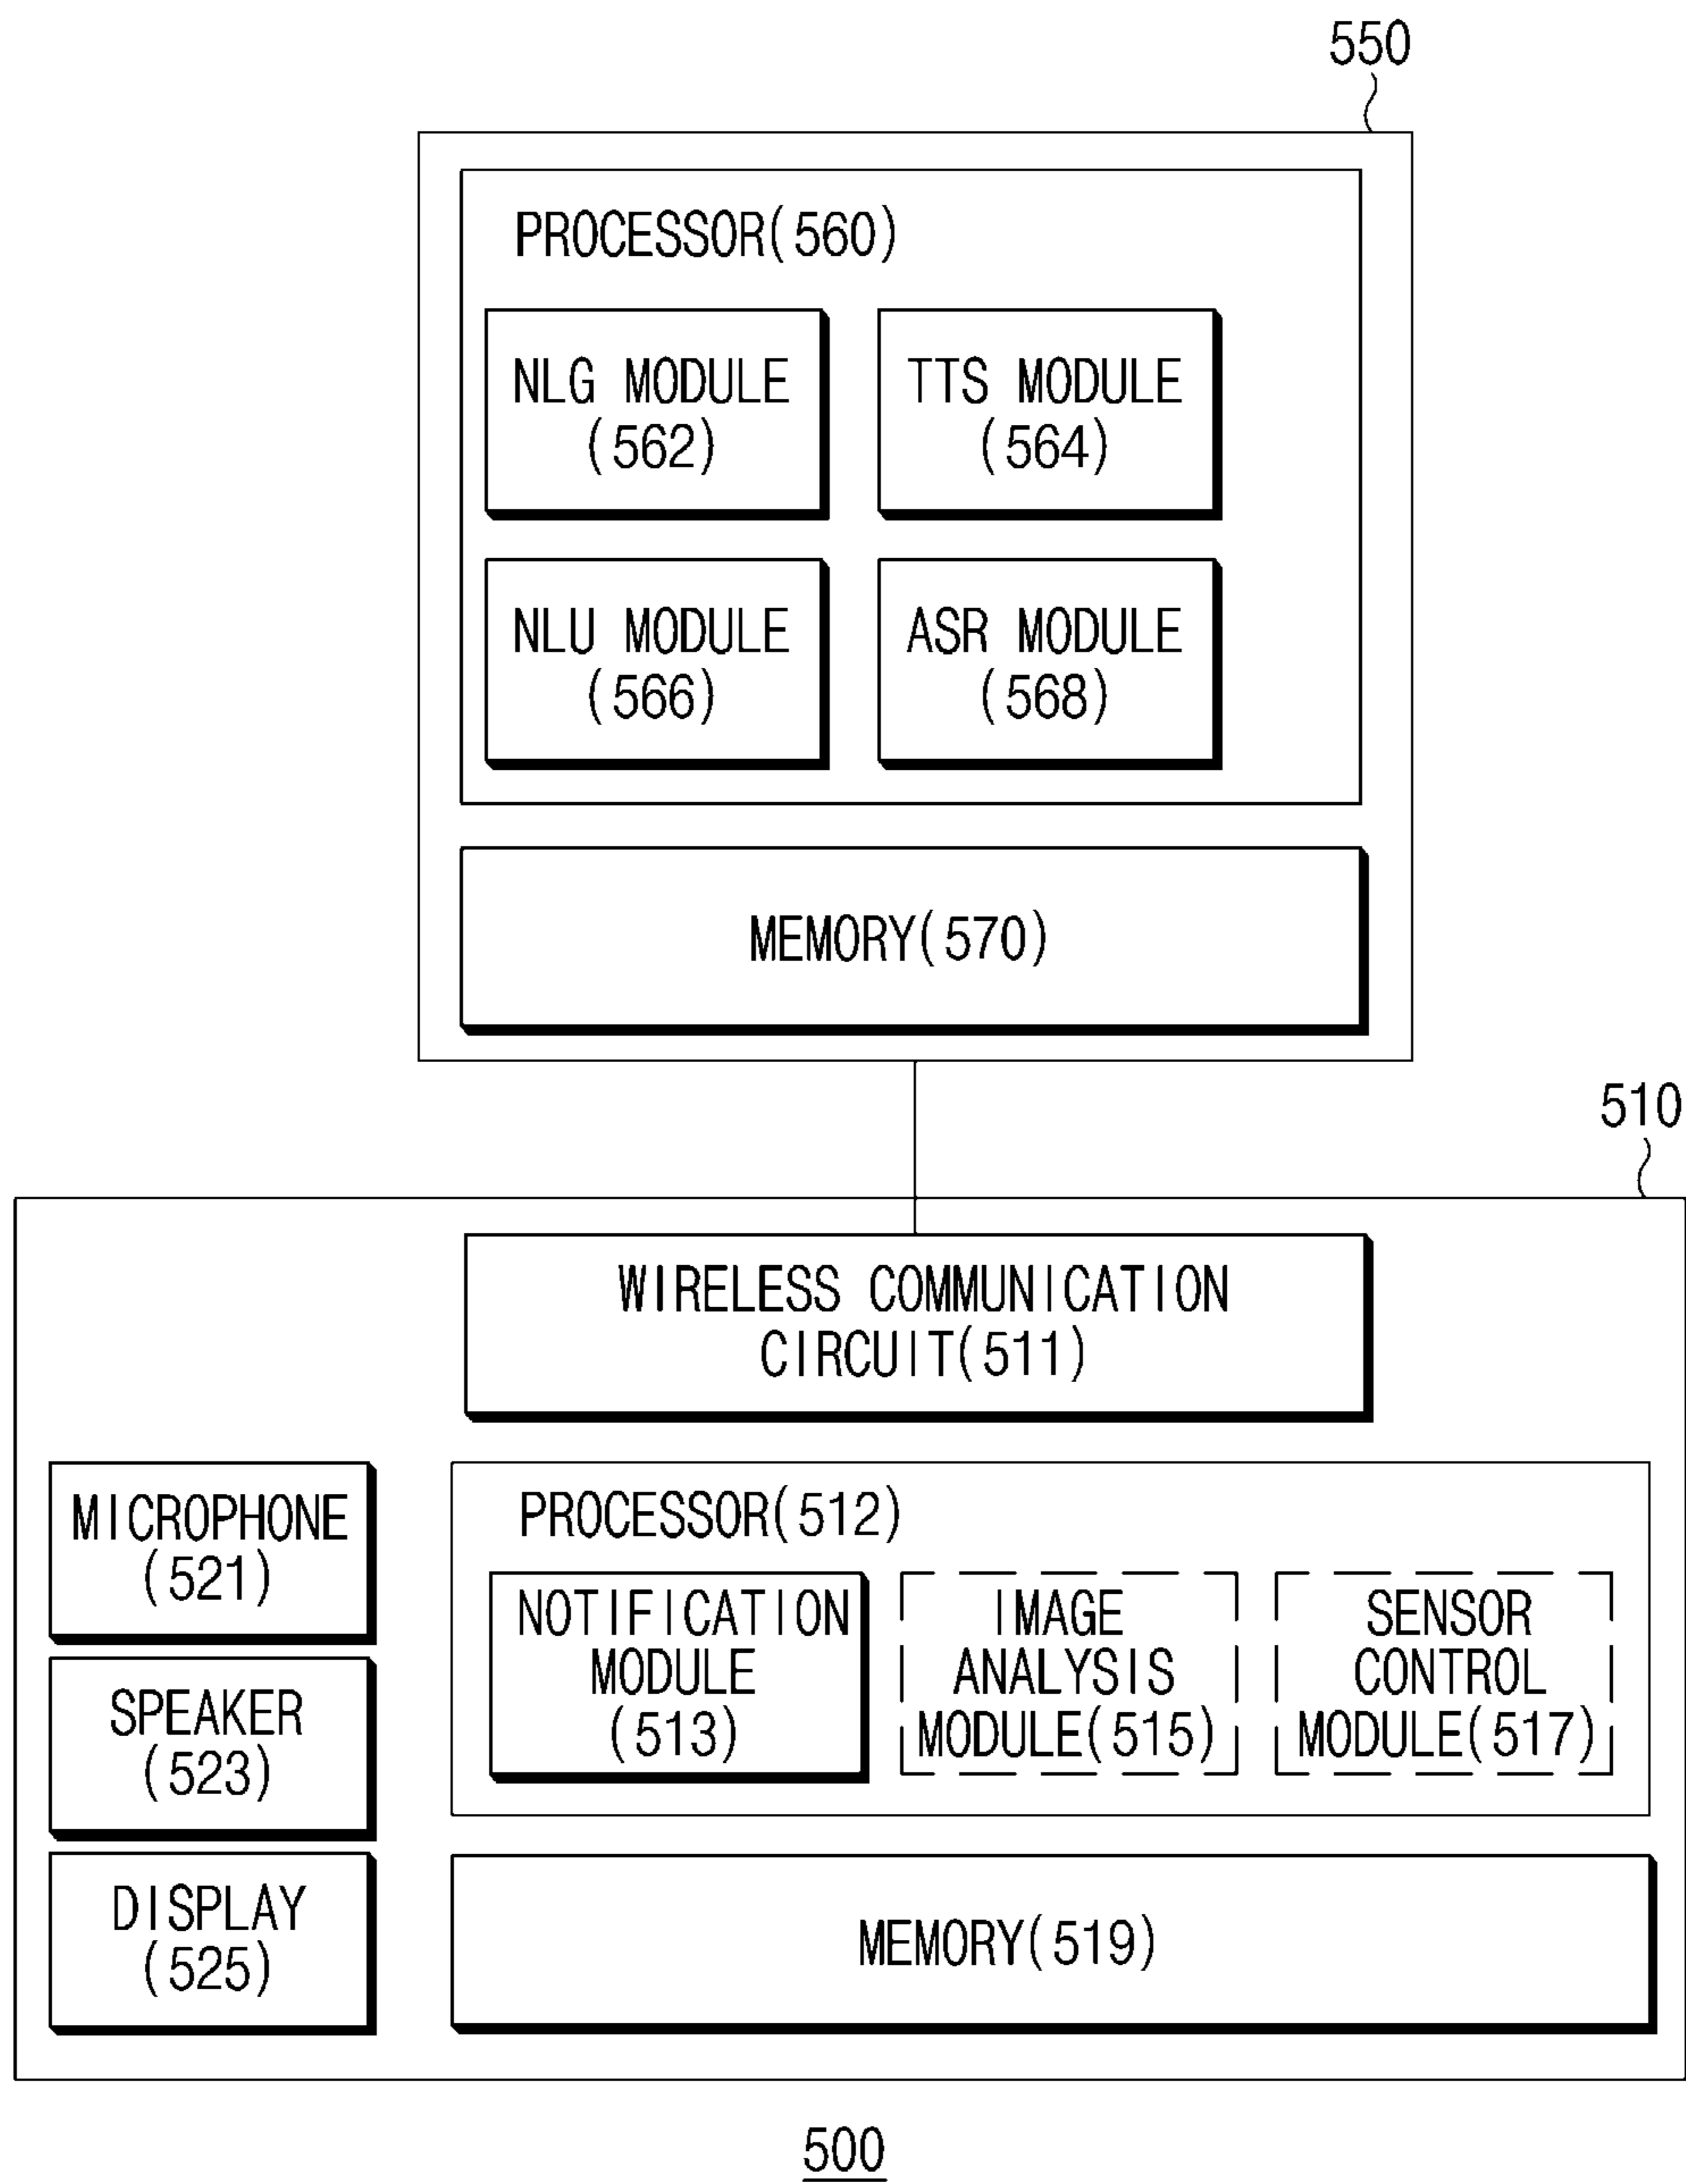 550
PROCESSOR(560)
NLG MODULE
(562)
TTS MODULE
(564)
NLU MODULE
(566)
ASR MODULE
(568)
MEMORY(570)
510
WIRELESS COMMUNICATION
CIRCUIT(511)
MICROPHONE
(521)
SPEAKER
(523)
DISPLAY
(525)
PROCESSOR(512)
NOTIFICATION
MODULE
(513)
IMAGE
ANALYSIS
MODULE(515)
SENSOR
CONTROL
MODULE(517)
MEMORY(519)
500